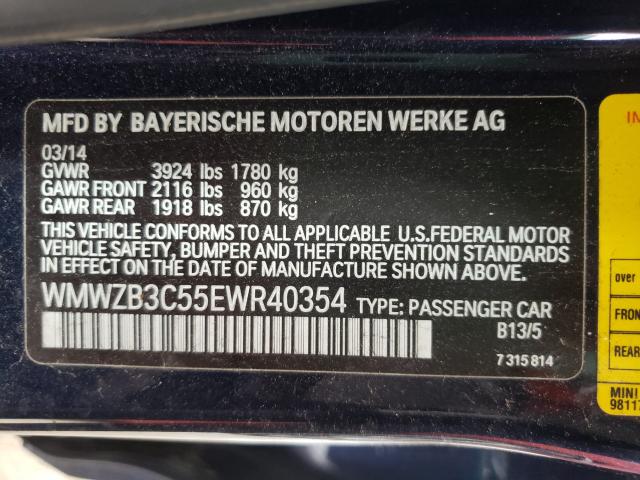 MFD BY BAYERISCHE MOTOREN WERKE AG
03/14
GVWR 3924 lbs 1780 kg
GAWR FRONT 2116 lbs 960 kg
GAWR REAR 1918 lbs 870 kg
THIS VEHICLE CONFORMS TO ALL APPLICABLE U.S.FEDERAL MOTOR
VEHICLE SAFETY, BUMPER AND THEFT PREVENTION STANDARDS
IN EFFECT ON THE DATE OF MANUFACTURE SHOWN ABOVE.
WMWZB3C55EWR40354 TYPE: PASSENGER CAR
B13/5
7 315 814
over
FRONT
REAR
MINI
98117